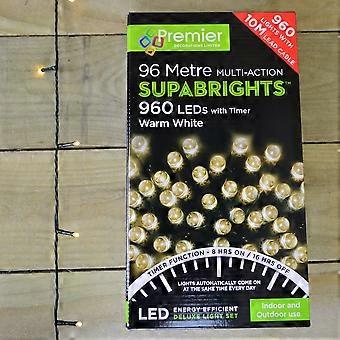 Premier
DECORATIONS LIMITED
960
LIGHTS WITH
10M LEAD CABLE
96 Metre MULTI-ACTION
SUPABRIGHTS™
960 LEDs with Timer
Warm White
TIMER FUNCTION - 8 HRS ON / 16 HRS OFF
LIGHTS AUTOMATICALLY COME ON
AT THE SAME TIME EVERY DAY
LED ENERGY EFFICIENT
DELUXE LIGHT SET
Indoor and
Outdoor use